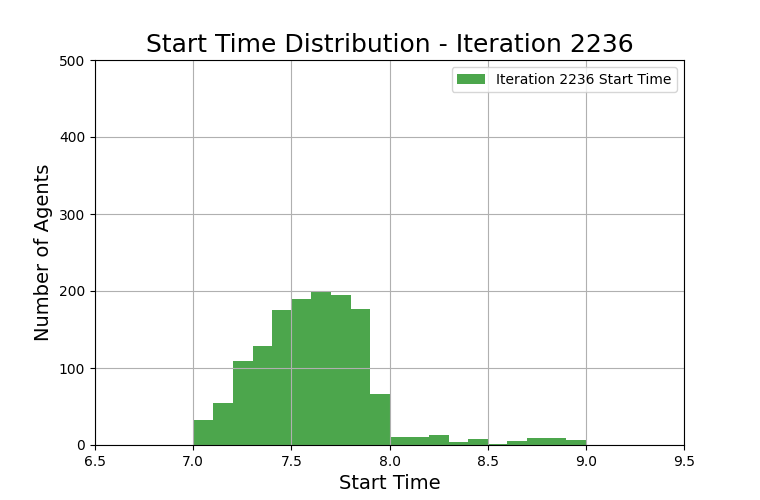 Start Time Distribution - Iteration 2236
Iteration 2236 Start Time
500
400
300
200
100
0
Number of Agents
6.5 7.0 7.5 8.0 8.5 9.0 9.5
Start Time